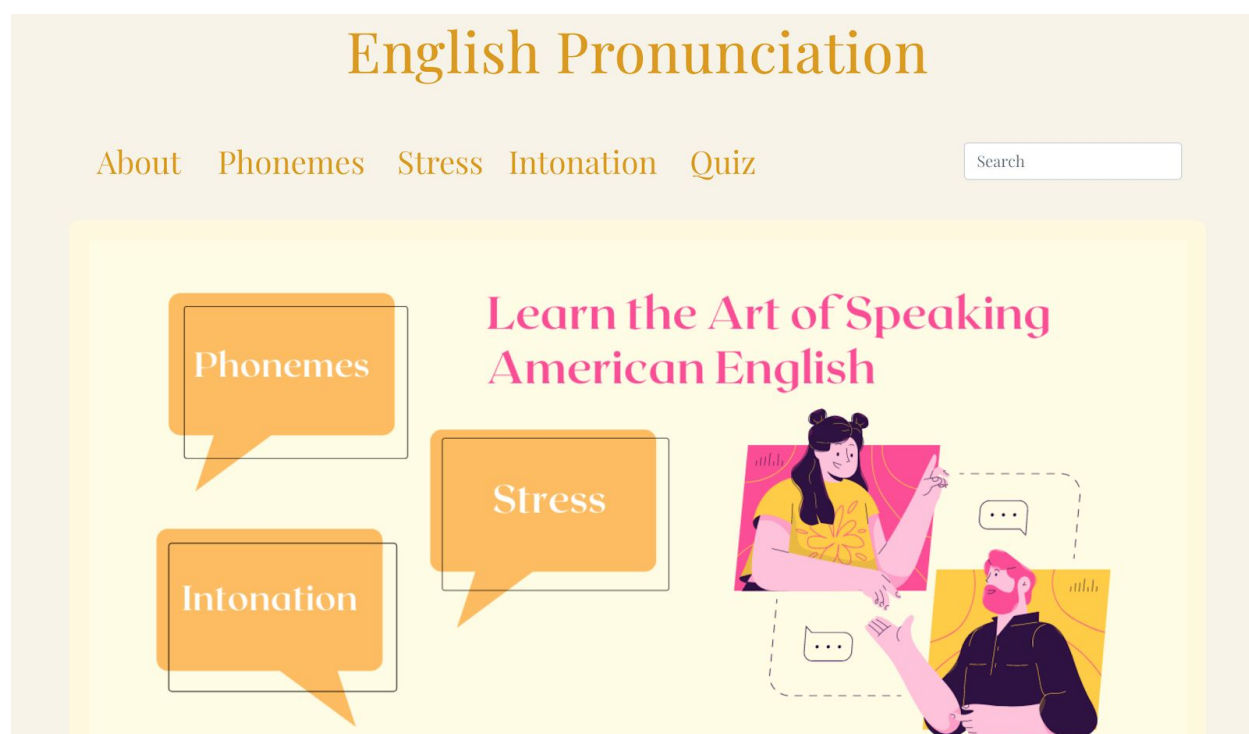 English Pronunciation
About Phonemes Stress Intonation Quiz Search
Learn the Art of Speaking
American English
Phonemes
Stress
Intonation